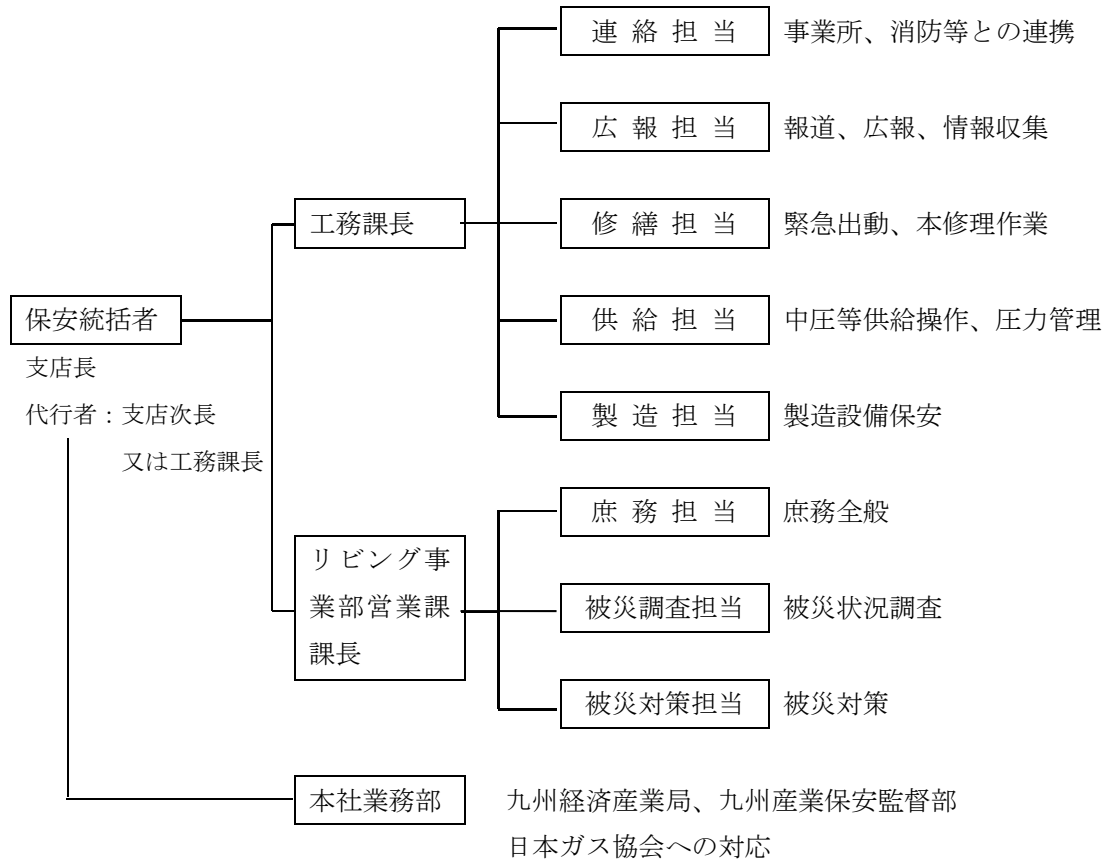 連 絡 担 当 事業所、消防等との連携
広 報 担 当 報道、広報、情報収集
工務課長 修 繕 担 当 緊急出動、本修理作業
保安統括者 供 給 担 当 中圧等供給操作、圧力管理
支店長
代行者：支店次長 製 造 担 当 製造設備保安
又は工務課長
庶 務 担 当 庶務全般
リビング事
業部営業課 被災調査担当 被災状況調査
課長
被災対策担当 被災対策
本社業務部 九州経済産業局、九州産業保安監督部
日本ガス協会への対応